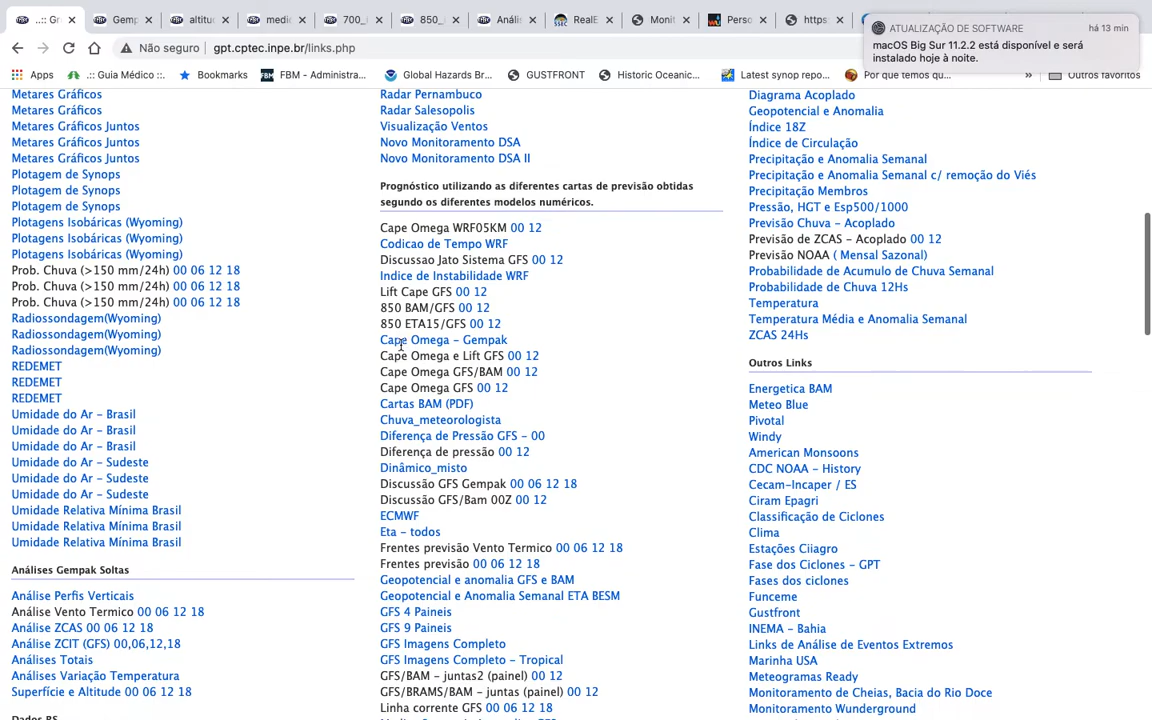 ..: Gr
Gemp
altitu
medic
700_
850_
Anális
RealE
Monit
Perso
https
ATUALIZAÇÃO DE SOFTWARE
há 13 min
macOS Big Sur 11.2.2 está disponível e será
instalado hoje à noite.
Não seguro
gpt.cptec.inpe.br/links.php
Apps
.:: Guia Médico ::.
Bookmarks
FBM - Administra...
Global Hazards Br...
GUSTFRONT
Historic Oceanic...
Latest synop repo...
Por que temos qu...
»
Outros favoritos
Metares Gráficos
Metares Gráficos
Metares Gráficos Juntos
Metares Gráficos Juntos
Metares Gráficos Juntos
Plotagem de Synops
Plotagem de Synops
Plotagem de Synops
Plotagens Isobáricas (Wyoming)
Plotagens Isobáricas (Wyoming)
Plotagens Isobáricas (Wyoming)
Prob. Chuva (>150 mm/24h) 00 06 12 18
Prob. Chuva (>150 mm/24h) 00 06 12 18
Prob. Chuva (>150 mm/24h) 00 06 12 18
Radiossondagem(Wyoming)
Radiossondagem(Wyoming)
Radiossondagem(Wyoming)
REDEMET
REDEMET
REDEMET
Umidade do Ar - Brasil
Umidade do Ar - Brasil
Umidade do Ar - Brasil
Umidade do Ar - Sudeste
Umidade do Ar - Sudeste
Umidade do Ar - Sudeste
Umidade Relativa Mínima Brasil
Umidade Relativa Mínima Brasil
Umidade Relativa Mínima Brasil
Análises Gempak Soltas
Análise Perfis Verticais
Análise Vento Termico 00 06 12 18
Análise ZCAS 00 06 12 18
Análise ZCIT (GFS) 00,06,12,18
Análises Totais
Análises Variação Temperatura
Superfície e Altitude 00 06 12 18
Dados RS
Radar Pernambuco
Radar Salesopolis
Visualização Ventos
Novo Monitoramento DSA
Novo Monitoramento DSA II
Prognóstico utilizando as diferentes cartas de previsão obtidas
segundo os diferentes modelos numéricos.
Cape Omega WRF05KM 00 12
Codicao de Tempo WRF
Discussao Jato Sistema GFS 00 12
Indice de Instabilidade WRF
Lift Cape GFS 00 12
850 BAM/GFS 00 12
850 ETA15/GFS 00 12
Cape Omega - Gempak
Cape Omega e Lift GFS 00 12
Cape Omega GFS/BAM 00 12
Cape Omega GFS 00 12
Cartas BAM (PDF)
Chuva_meteorologista
Diferença de Pressão GFS - 00
Diferença de pressão 00 12
Dinâmico_misto
Discussão GFS Gempak 00 06 12 18
Discussão GFS/Bam 00Z 00 12
ECMWF
Eta - todos
Frentes previsão Vento Termico 00 06 12 18
Frentes previsão 00 06 12 18
Geopotencial e anomalia GFS e BAM
Geopotencial e Anomalia Semanal ETA BESM
GFS 4 Paineis
GFS 9 Paineis
GFS Imagens Completo
GFS Imagens Completo - Tropical
GFS/BAM - juntas2 (painel) 00 12
GFS/BRAMS/BAM - juntas (painel) 00 12
Linha corrente GFS 00 06 12 18
Diagrama Acoplado
Geopotencial e Anomalia
Índice 18Z
Índice de Circulação
Precipitação e Anomalia Semanal
Precipitação e Anomalia Semanal c/ remoção do Viés
Precipitação Membros
Pressão, HGT e Esp500/1000
Previsão Chuva - Acoplado
Previsão de ZCAS - Acoplado 00 12
Previsão NOAA ( Mensal Sazonal)
Probabilidade de Acumulo de Chuva Semanal
Probabilidade de Chuva 12Hs
Temperatura
Temperatura Média e Anomalia Semanal
ZCAS 24Hs
Outros Links
Energetica BAM
Meteo Blue
Pivotal
Windy
American Monsoons
CDC NOAA - History
Cecam-Incaper / ES
Ciram Epagri
Classificação de Ciclones
Clima
Estações Ciiagro
Fase dos Ciclones - GPT
Fases dos ciclones
Funceme
Gustfront
INEMA - Bahia
Links de Análise de Eventos Extremos
Marinha USA
Meteogramas Ready
Monitoramento de Cheias, Bacia do Rio Doce
Monitoramento Wunderground